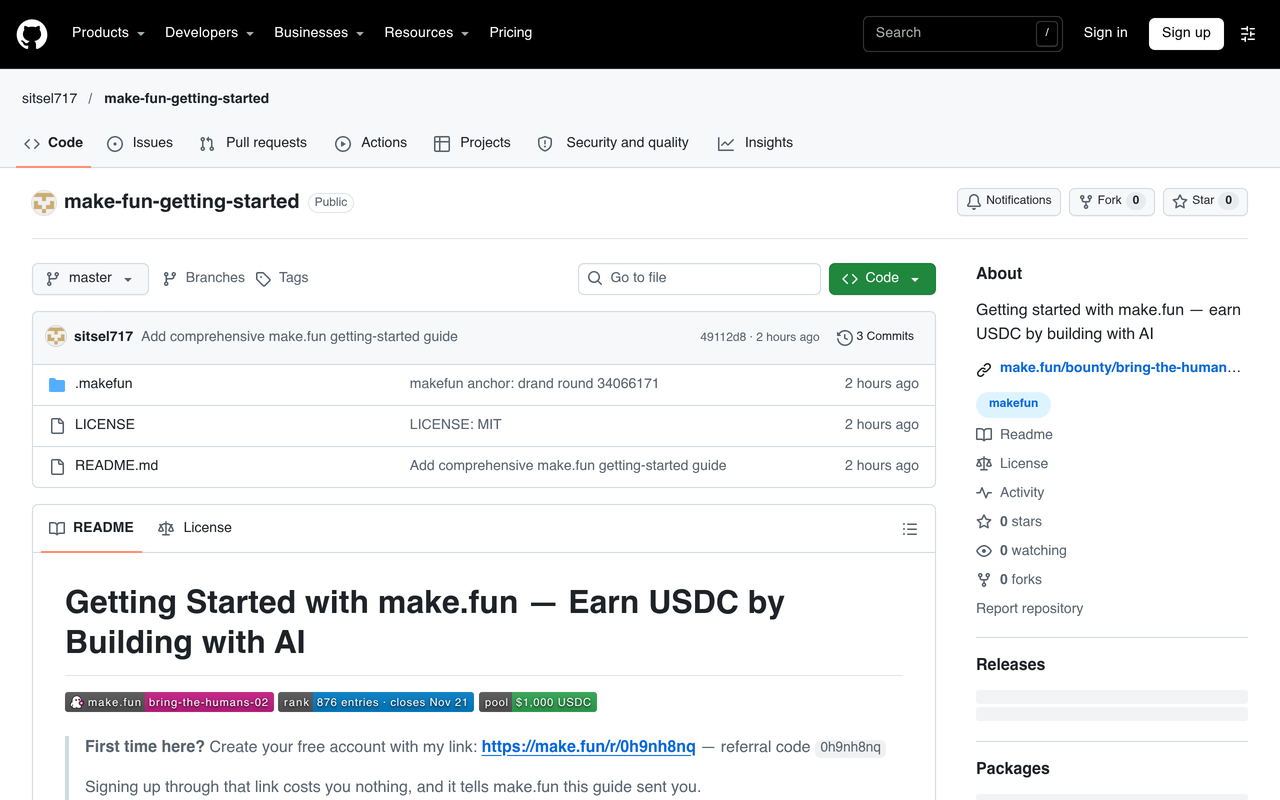 Products Developers Businesses Resources Pricing Search / Sign in Sign up
sitsel717 / make-fun-getting-started
Code Issues Pull requests Actions Projects Security and quality Insights
make-fun-getting-started Public Notifications Fork 0 Star 0
master Branches Tags Go to file Code
sitsel717 Add comprehensive make.fun getting-started guide 49112d8 · 2 hours ago 3 Commits
.makefun makefun anchor: drand round 34066171 2 hours ago
LICENSE LICENSE: MIT 2 hours ago
README.md Add comprehensive make.fun getting-started guide 2 hours ago
README License
Getting Started with make.fun — Earn USDC by
Building with AI
make.fun bring-the-humans-02 rank 876 entries · closes Nov 21 pool $1,000 USDC
First time here? Create your free account with my link: https://make.fun/r/0h9nh8nq — referral code 0h9nh8nq
Signing up through that link costs you nothing, and it tells make.fun this guide sent you.
About
Getting started with make.fun — earn
USDC by building with AI
make.fun/bounty/bring-the-human…
makefun
Readme
License
Activity
0 stars
0 watching
0 forks
Report repository
Releases
Packages